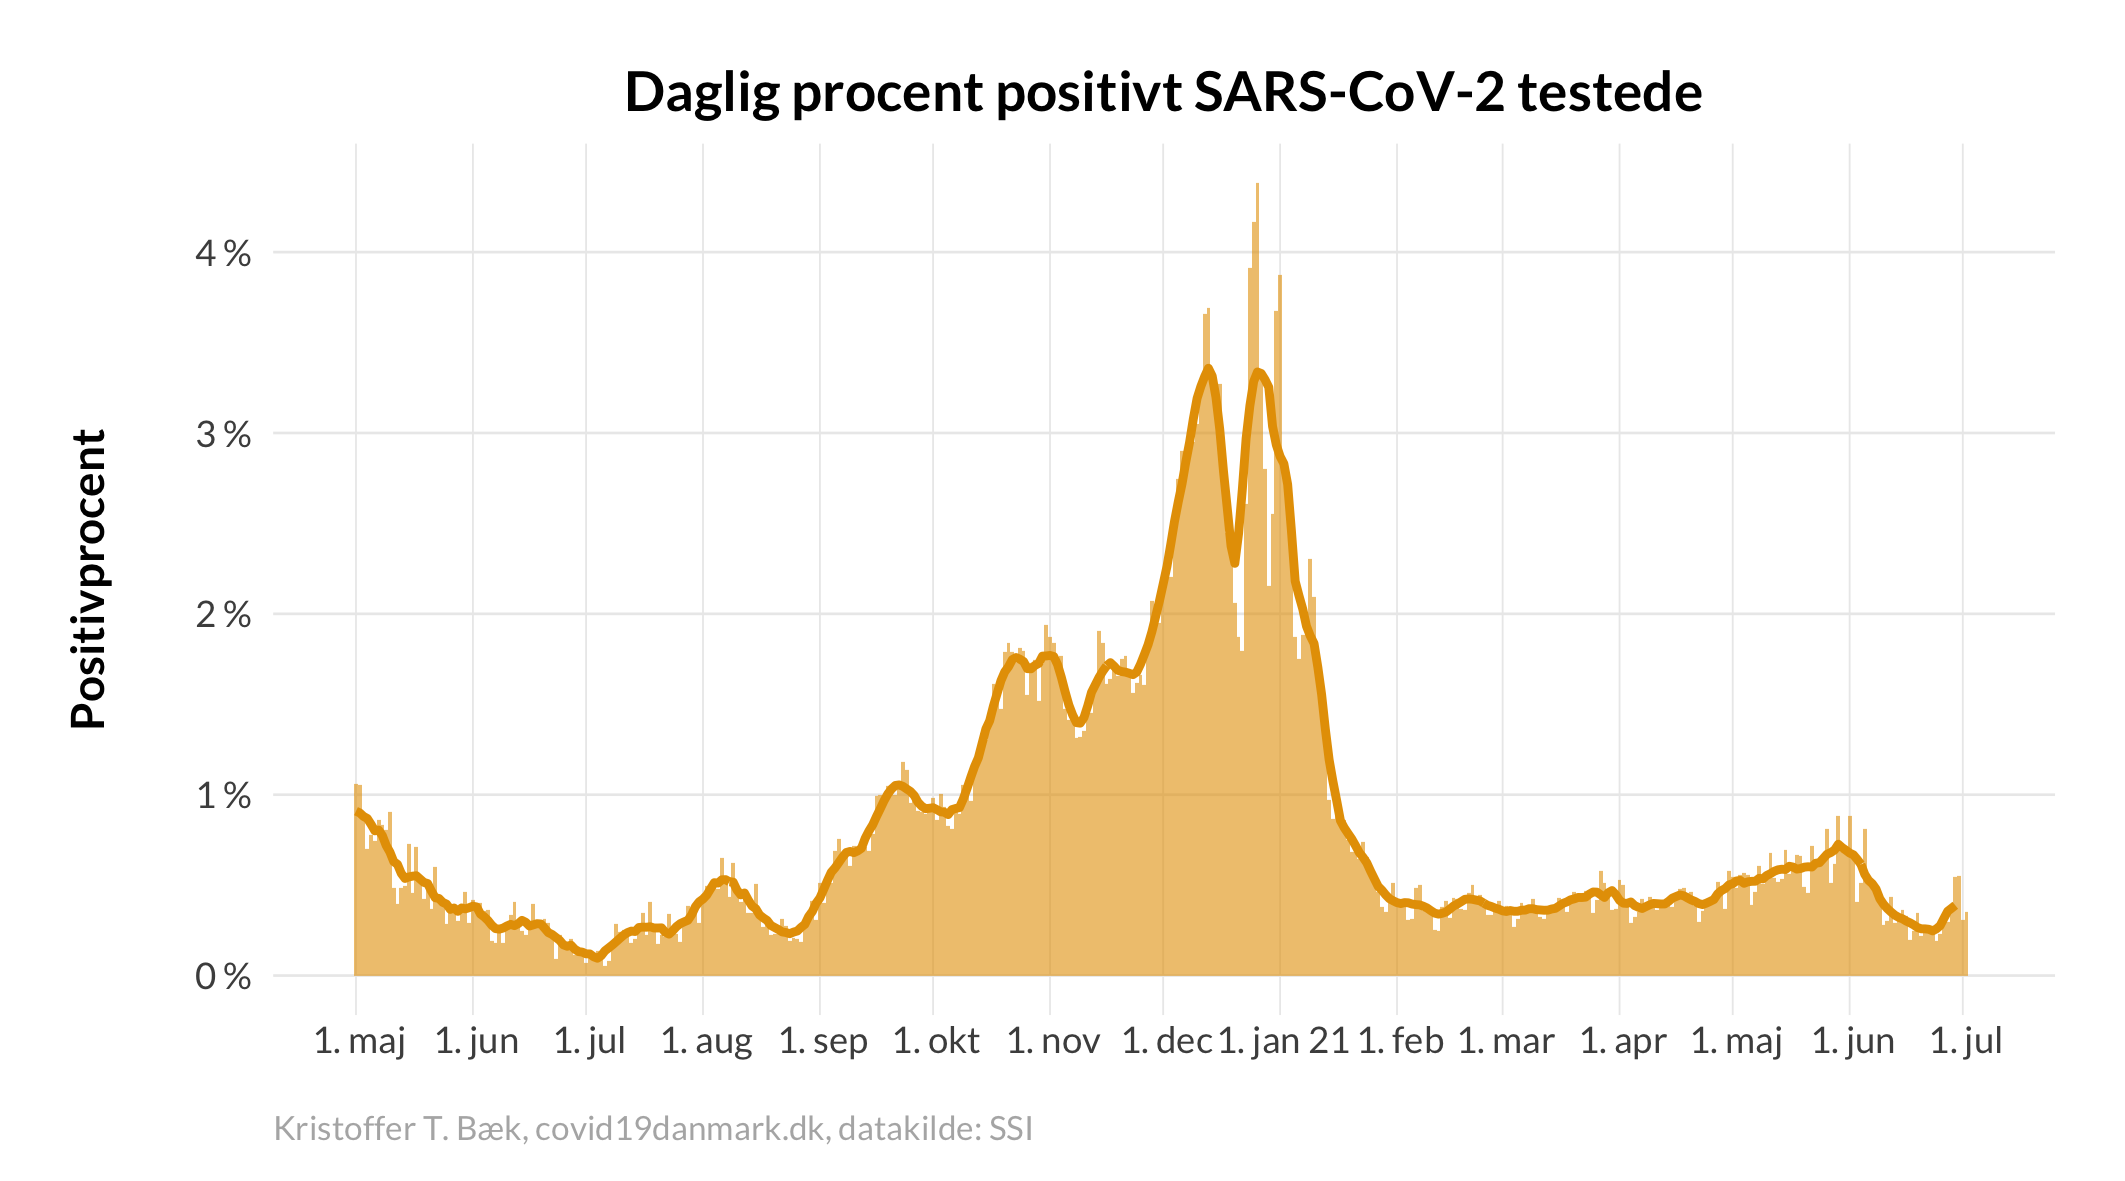 Daglig procent positivt SARS-CoV-2 testede
Positivprocent
4 %
3 %
2 %
1 %
0 %
1. maj 1. jun 1. jul 1. aug 1. sep 1. okt 1. nov 1. dec 1. jan 21 1. feb 1. mar 1. apr 1. maj 1. jun 1. jul
Kristoffer T. Bæk, covid19danmark.dk, datakilde: SSI